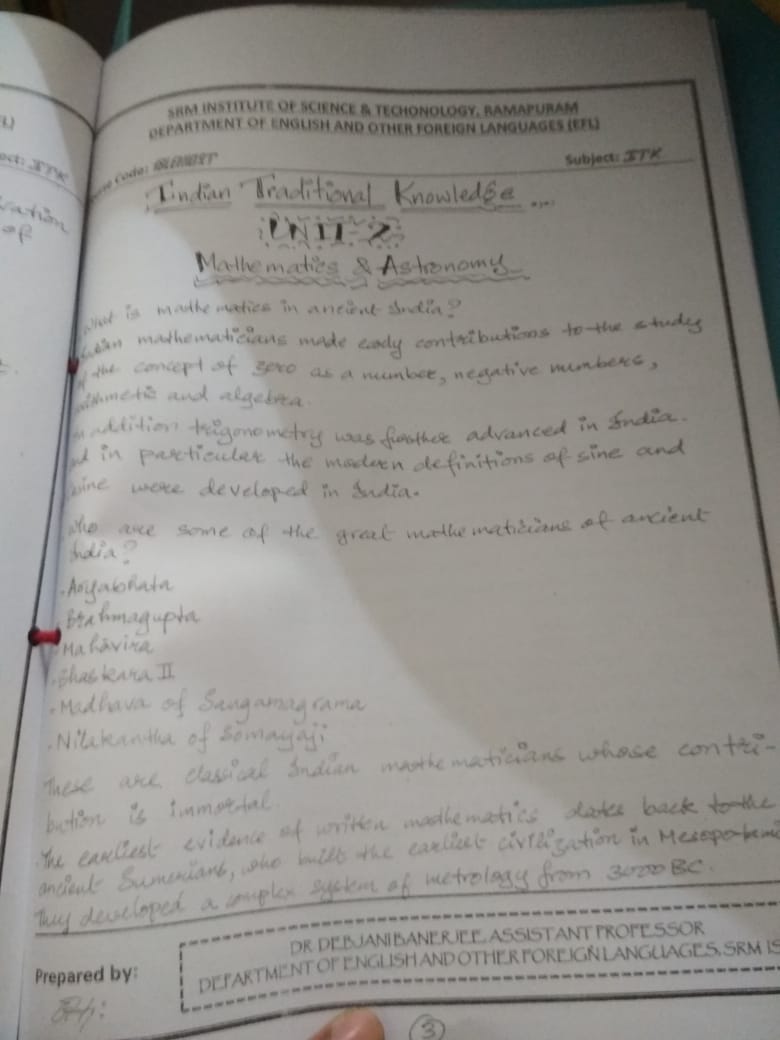 SRM INSTITUTE OF SCIENCE & TECHONOLOGY, RAMAPURAM
DEPARTMENT OF ENGLISH AND OTHER FOREIGN LANGUAGES (EFL)
Code: Subject: ITK
Indian Traditional Knowledge ...
UNIT-2
Mathematics & Astronomy
What is mathematics in ancient India?
Indian mathematicians made early contributions to the study
of the concept of zero as a number, negative numbers,
arithmetic and algebra.
In addition trigonometry was further advanced in India.
and in particular the modern definitions of sine and
cosine were developed in India.
Who are some of the great mathematicians of ancient
India?
. Aryabhata
. Brahmagupta
. Mahāvira
. Bhaskara II
. Madhava of Sangamagrama
. Nilakantha of Somayaji
These are classical Indian mathematicians whose contri-
bution is immortal.
. The earliest evidence of written mathematics dates back to the
ancient Sumerians, who built the earliest civilization in
They developed a complex system of metrology from 3000 BC.
Prepared by:
DR DEBJANI BANERJEE, ASSISTANT PROFESSOR
DEPARTMENT OF ENGLISH AND OTHER FOREIGN LANGUAGES, SRM IS
3
ect: ITK
of